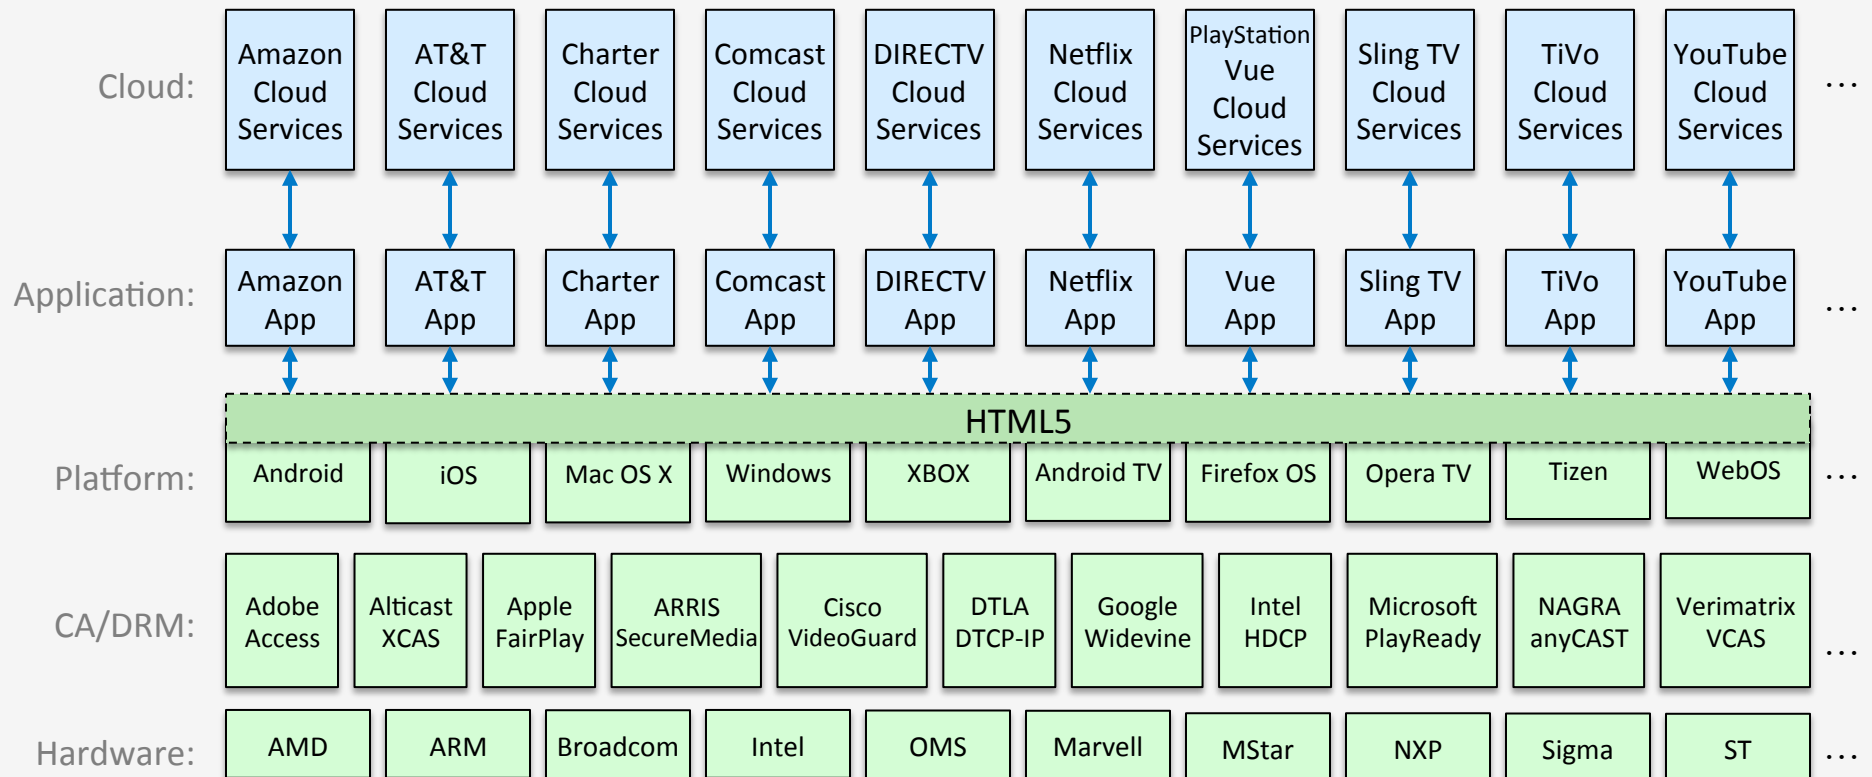 Cloud:
Amazon
Cloud
Services
AT&T
Cloud
Services
Charter
Cloud
Services
Comcast
Cloud
Services
DIRECTV
Cloud
Services
Netflix
Cloud
Services
PlayStation
Vue
Cloud
Services
Sling TV
Cloud
Services
TiVo
Cloud
Services
YouTube
Cloud
Services
...
Application:
Amazon
App
AT&T
App
Charter
App
Comcast
App
DIRECTV
App
Netflix
App
Vue
App
Sling TV
App
TiVo
App
YouTube
App
...
HTML5
Platform:
Android
iOS
Mac OS X
Windows
XBOX
Android TV
Firefox OS
Opera TV
Tizen
WebOS
...
CA/DRM:
Adobe
Access
Alticast
XCAS
Apple
FairPlay
ARRIS
SecureMedia
Cisco
VideoGuard
DTLA
DTCP-IP
Google
Widevine
Intel
HDCP
Microsoft
PlayReady
NAGRA
anyCAST
Verimatrix
VCAS
...
Hardware:
AMD
ARM
Broadcom
Intel
OMS
Marvell
MStar
NXP
Sigma
ST
...